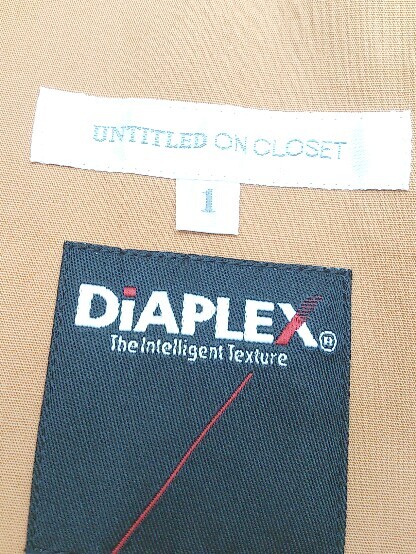 UNTITLED ON CLOSET
1
DiAPLEX®
The Intelligent Texture